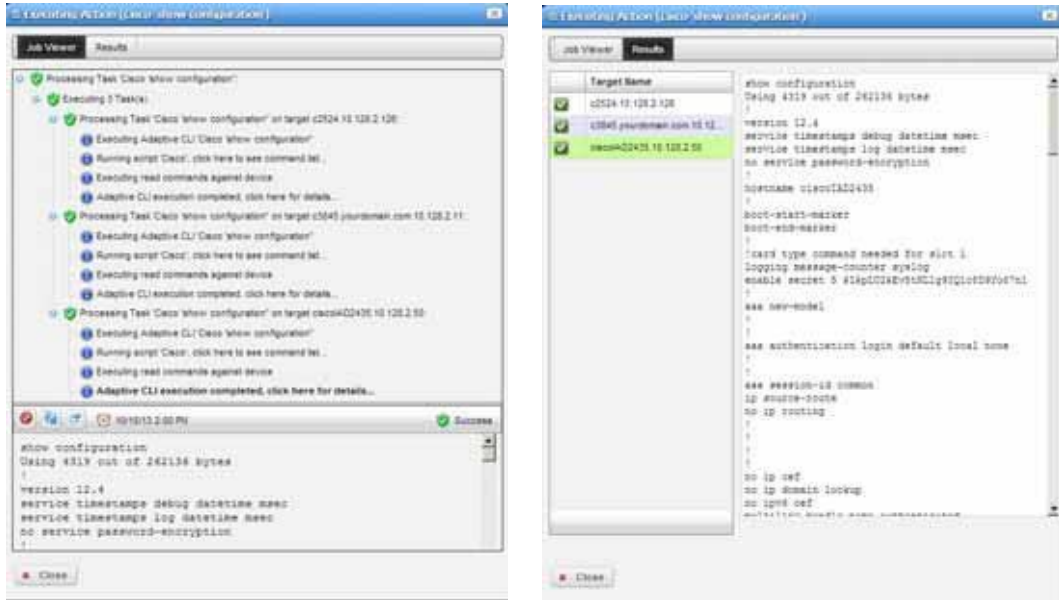 Executing Action (Cisco 'show configuration')
Job Viewer Results
Processing Task 'Cisco 'show configuration''
Executing 3 Task(s)
Processing Task 'Cisco 'show configuration'' on target c2524 10.128.2.126:
Executing Adaptive CLI 'Cisco 'show configuration''
Running script 'Cisco', click here to see command list...
Executing read commands against device
Adaptive CLI execution completed, click here for details...
Processing Task 'Cisco 'show configuration'' on target c3845.yourdomain.com 10.128.2.11:
Executing Adaptive CLI 'Cisco 'show configuration''
Running script 'Cisco', click here to see command list...
Executing read commands against device
Adaptive CLI execution completed, click here for details...
Processing Task 'Cisco 'show configuration'' on target ciscoIAD2435 10.128.2.50:
Executing Adaptive CLI 'Cisco 'show configuration''
Running script 'Cisco', click here to see command list...
Executing read commands against device
Adaptive CLI execution completed, click here for details...
10/10/13 2:00 PM Success
show configuration
Using 4319 out of 262136 bytes
!
version 12.4
service timestamps debug datetime msec
service timestamps log datetime msec
no service password-encryption
!
Close
Executing Action (Cisco 'show configuration')
Job Viewer Results
Target Name
c2524 10.128.2.126
c3845.yourdomain.com 10.12...
ciscoIAD2435 10.128.2.50
show configuration
Using 4319 out of 262136 bytes
!
version 12.4
service timestamps debug datetime msec
service timestamps log datetime msec
no service password-encryption
!
hostname ciscoIAD2435
!
boot-start-marker
boot-end-marker
!
!card type command needed for slot 1
logging message-counter syslog
enable secret 5
!
aaa new-model
!
!
aaa authentication login default local none
!
!
aaa session-id common
ip source-route
no ip routing
!
!
!
!
no ip cef
no ip domain lookup
no ipv6 cef
Close